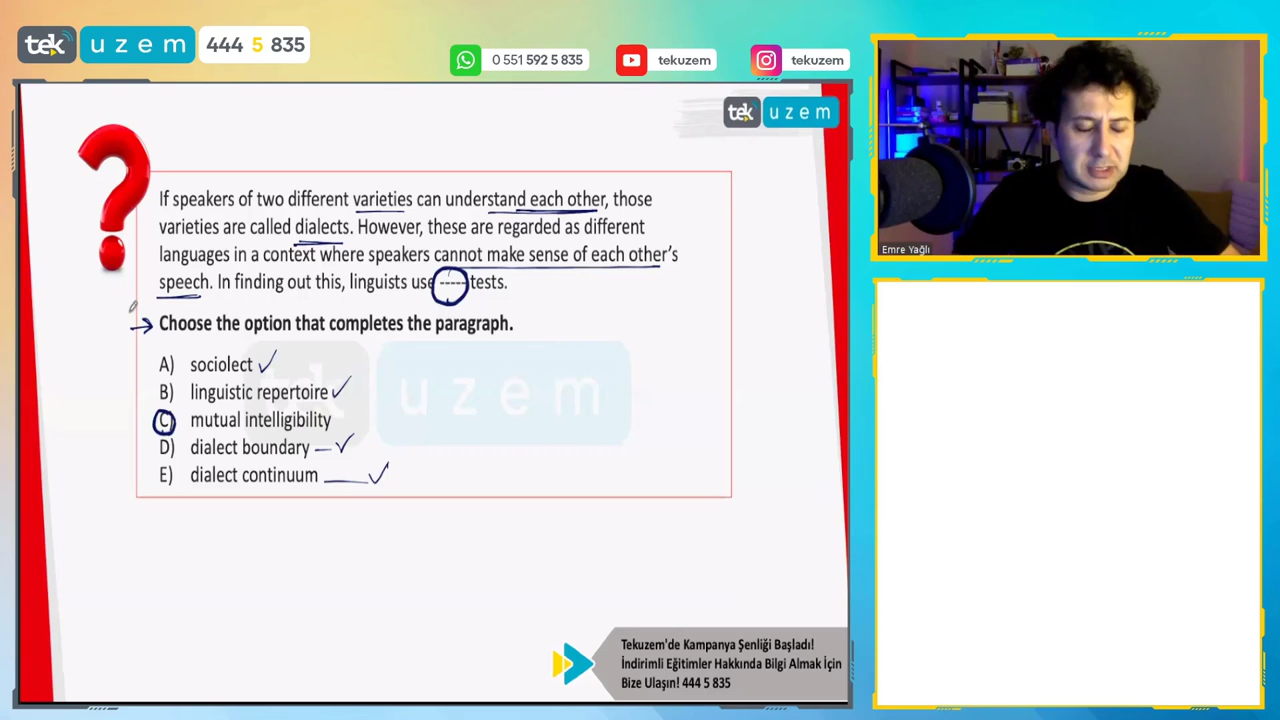 tek uzem 444 5 835
0 551 592 5 835
tekuzem
tekuzem
tek uzem
If speakers of two different varieties can understand each other, those
varieties are called dialects. However, these are regarded as different
languages in a context where speakers cannot make sense of each other's
speech. In finding out this, linguists use ----- tests.
Choose the option that completes the paragraph.
A) sociolect
B) linguistic repertoire
C) mutual intelligibility
D) dialect boundary
E) dialect continuum
tek uzem
Tekuzem'de Kampanya Şenliği Başladı!
İndirimli Eğitimler Hakkında Bilgi Almak İçin
Bize Ulaşın! 444 5 835
Emre Yağlı